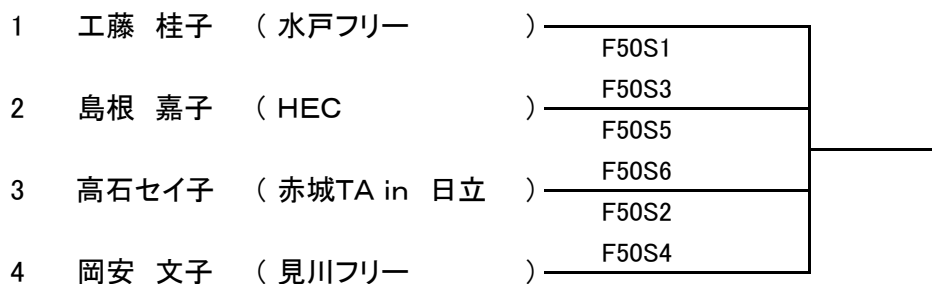 1 工藤 桂子 （ 水戸フリー ）
F50S1
F50S3
2 島根 嘉子 （ HEC ）
F50S5
F50S6
3 高石セイ子 （ 赤城TA in 日立 ）
F50S2
F50S4
4 岡安 文子 （ 見川フリー ）